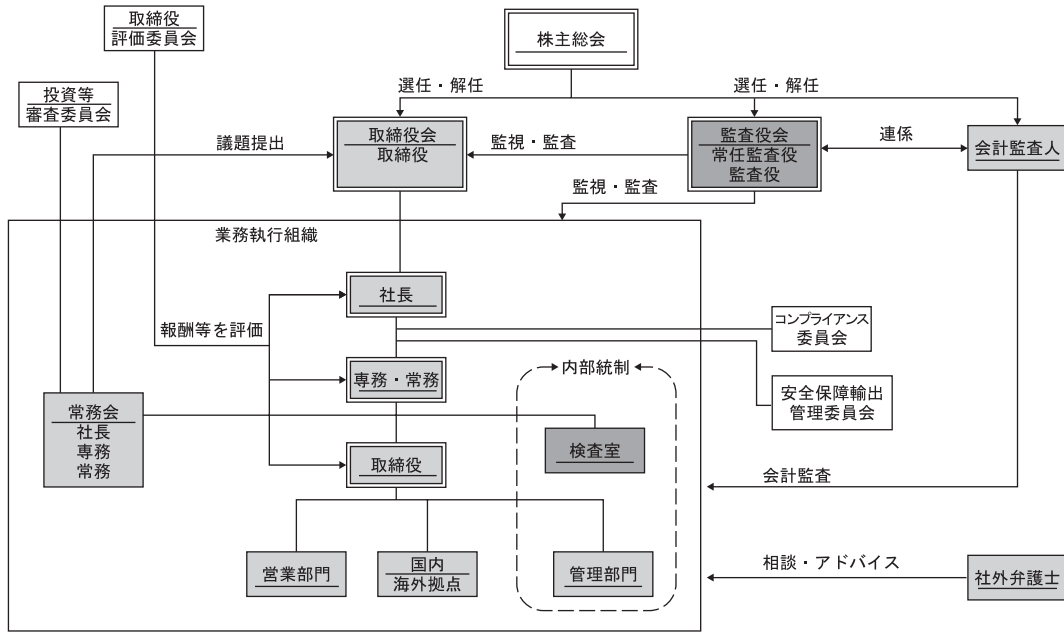 取締役
評価委員会
株主総会
投資等
審査委員会
選任・解任
選任・解任
取締役会
取締役
監査役会
常任監査役
監査役
会計監査人
議題提出
監視・監査
連係
監視・監査
業務執行組織
社長
報酬等を評価
コンプライアンス
委員会
専務・常務
内部統制
安全保障輸出
管理委員会
常務会
社長
専務
常務
検査室
取締役
会計監査
営業部門
国内
海外拠点
管理部門
相談・アドバイス
社外弁護士